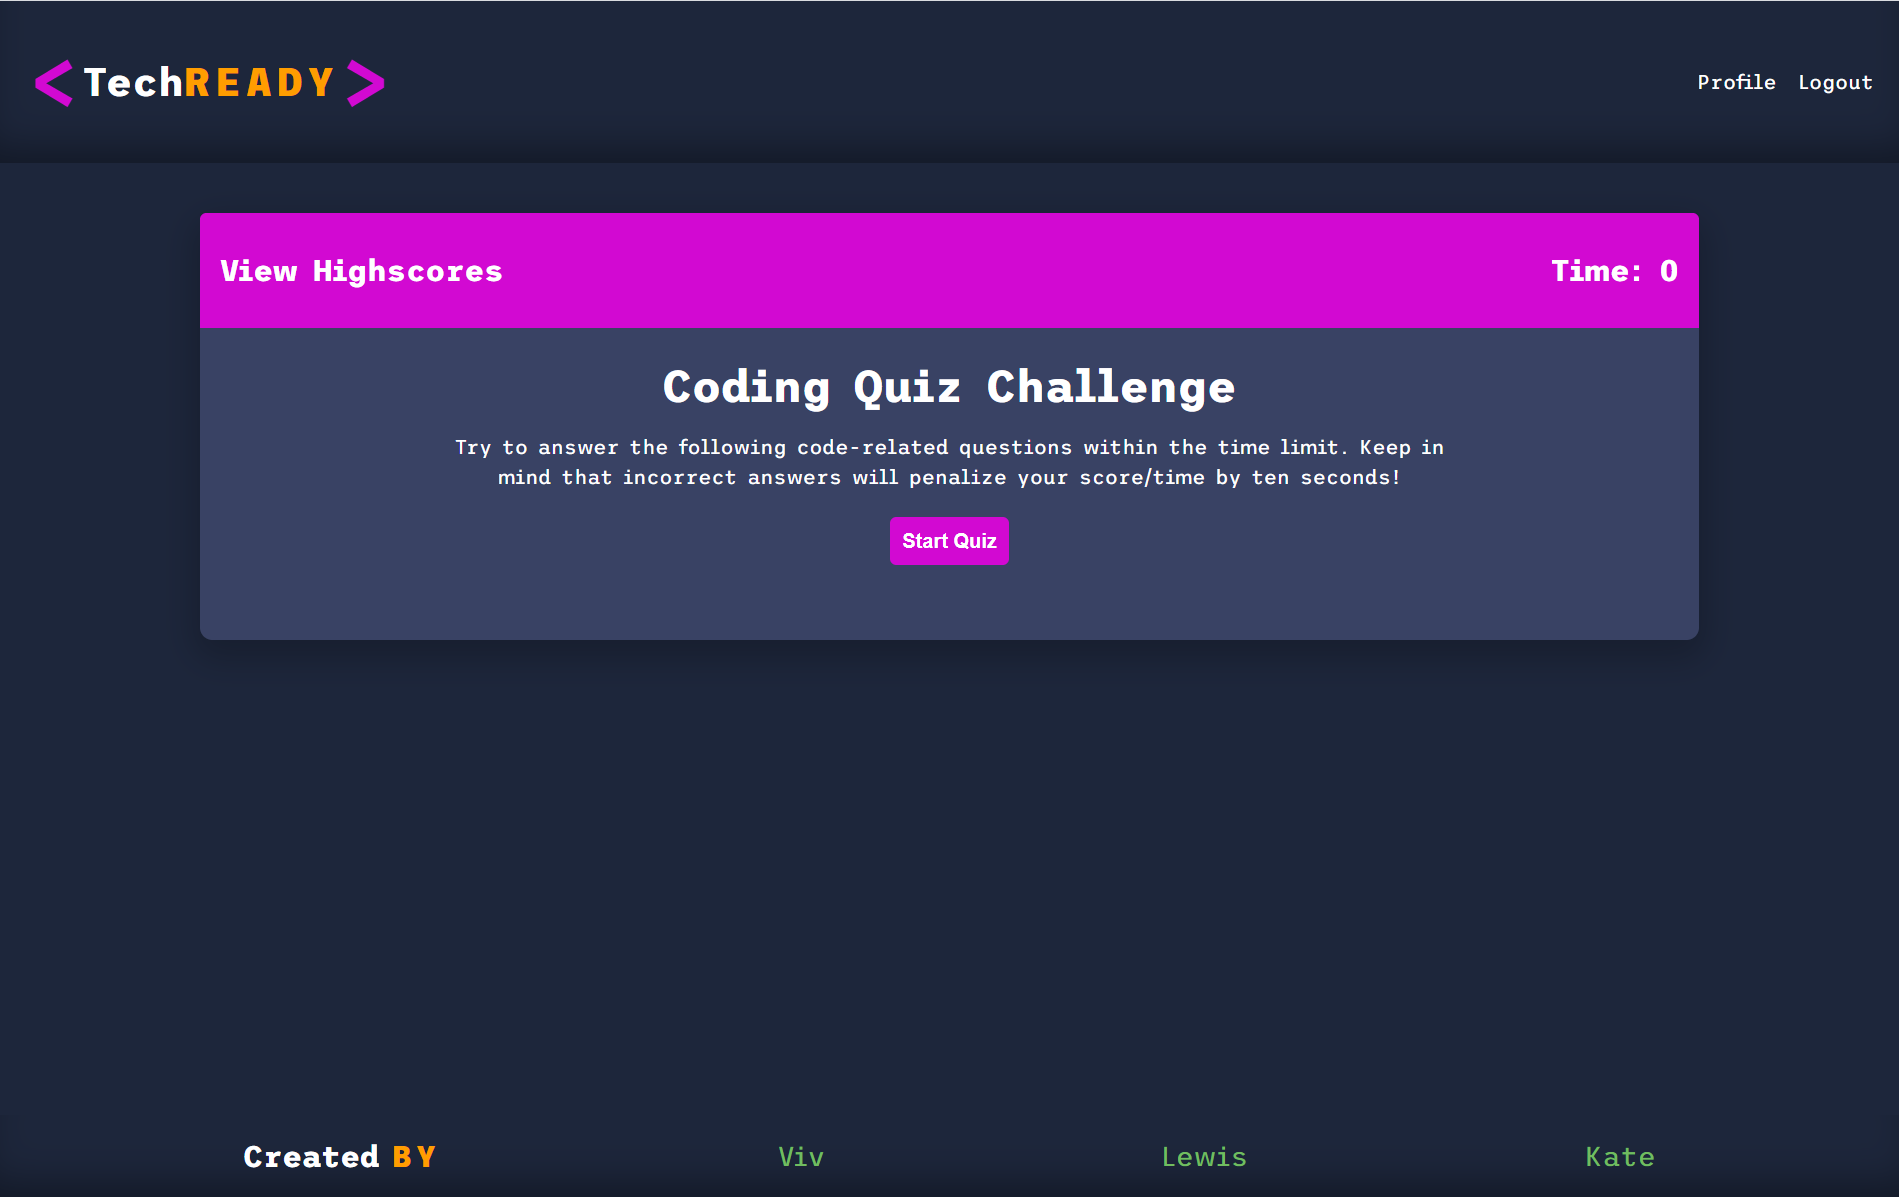 < TechREADY >
Profile Logout
View Highscores
Time: 0
Coding Quiz Challenge
Try to answer the following code-related questions within the time limit. Keep in
mind that incorrect answers will penalize your score/time by ten seconds!
Start Quiz
Created BY
Viv
Lewis
Kate